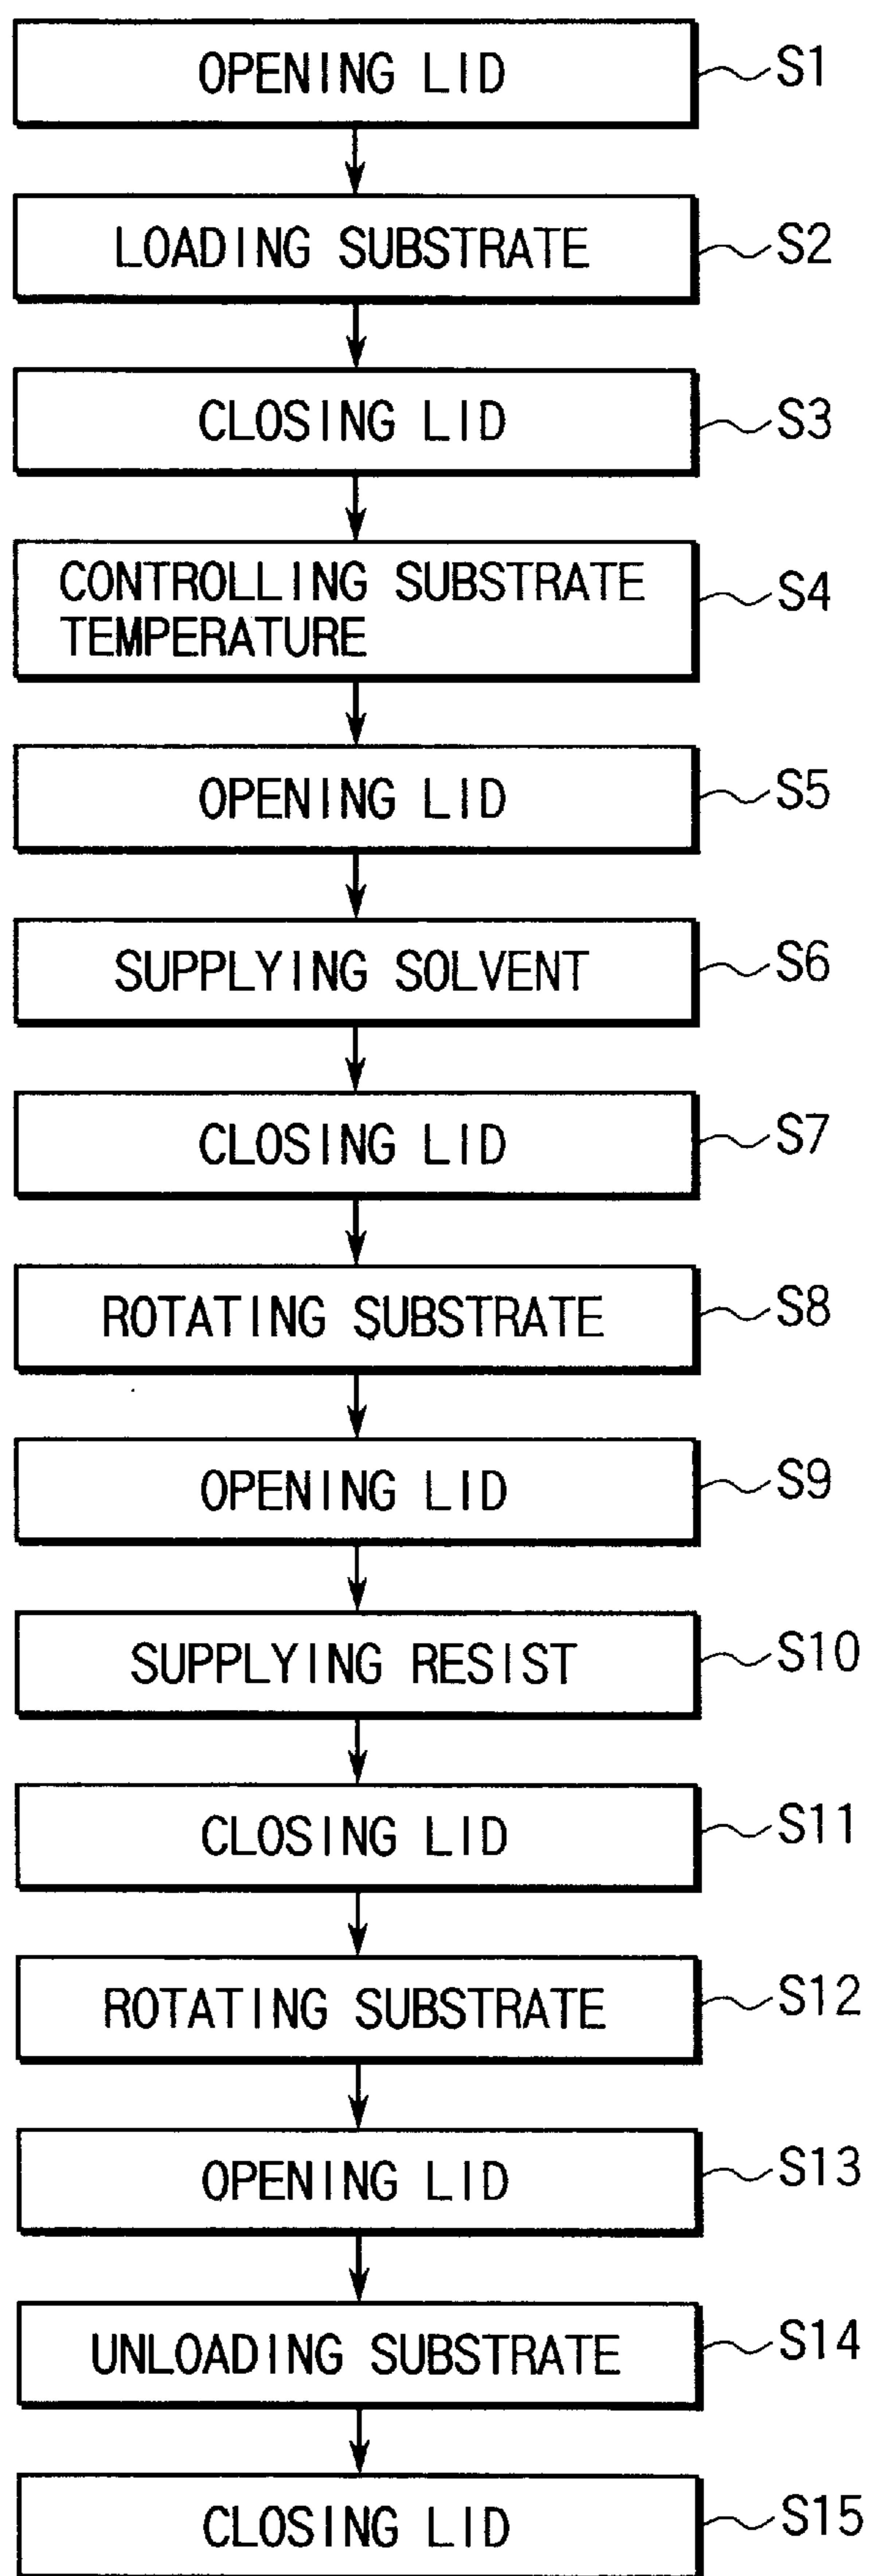 OPENING LID S1
LOADING SUBSTRATE S2
CLOSING LID S3
CONTROLLING SUBSTRATE S4
TEMPERATURE
OPENING LID S5
SUPPLYING SOLVENT S6
CLOSING LID S7
ROTATING SUBSTRATE S8
OPENING LID S9
SUPPLYING RESIST S10
CLOSING LID S11
ROTATING SUBSTRATE S12
OPENING LID S13
UNLOADING SUBSTRATE S14
CLOSING LID S15